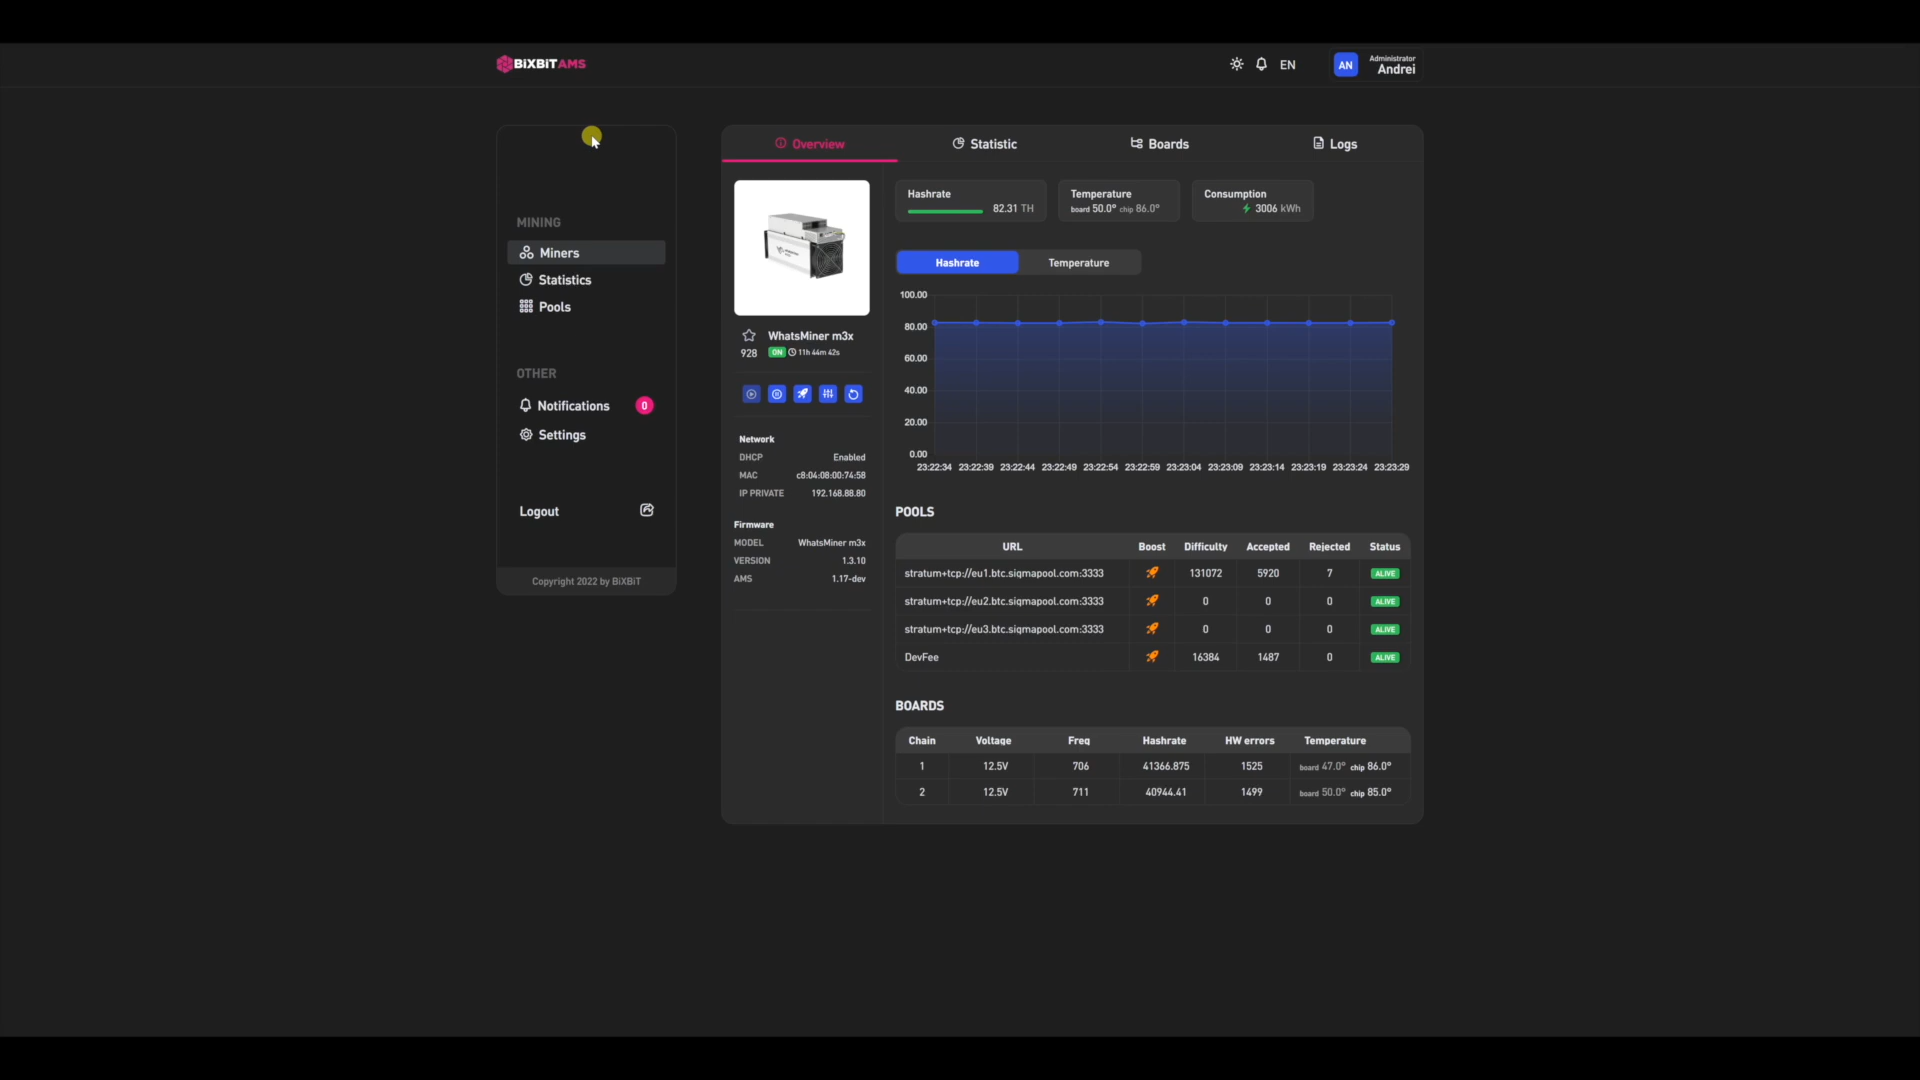 BiXBiT AMS
EN
AN
Administrator
Andrei
MINING
Miners
Statistics
Pools
OTHER
Notifications 0
Settings
Logout
Copyright 2022 by BiXBiT
Overview
Statistic
Boards
Logs
WhatsMiner m3x
928 ON 11h 44m 42s
Network
DHCP Enabled
MAC c8:04:08:00:74:58
IP PRIVATE 192.168.88.80
Firmware
MODEL WhatsMiner m3x
VERSION 1.3.10
AMS 1.17-dev
Hashrate
82.31 TH
Temperature
board 50.0° chip 86.0°
Consumption
3006 kWh
Hashrate
Temperature
100.00
80.00
60.00
40.00
20.00
0.00
23:22:34 23:22:39 23:22:44 23:22:49 23:22:54 23:22:59 23:23:04 23:23:09 23:23:14 23:23:19 23:23:24 23:23:29
POOLS
URL Boost Difficulty Accepted Rejected Status
stratum+tcp://eu1.btc.sigmapool.com:3333 131072 5920 7 ALIVE
stratum+tcp://eu2.btc.sigmapool.com:3333 0 0 0 ALIVE
stratum+tcp://eu3.btc.sigmapool.com:3333 0 0 0 ALIVE
DevFee 16384 1487 0 ALIVE
BOARDS
Chain Voltage Freq Hashrate HW errors Temperature
1 12.5V 706 41366.875 1525 board 47.0° chip 86.0°
2 12.5V 711 40944.41 1499 board 50.0° chip 85.0°